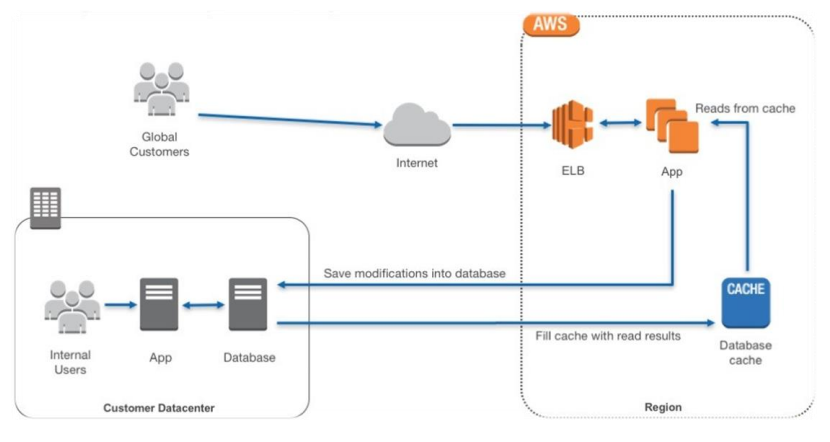 AWS
Reads from cache
Global
Customers
Internet
ELB
App
Save modifications into database
CACHE
Fill cache with read results
Internal
Users
App
Database
Database
cache
Customer Datacenter
Region